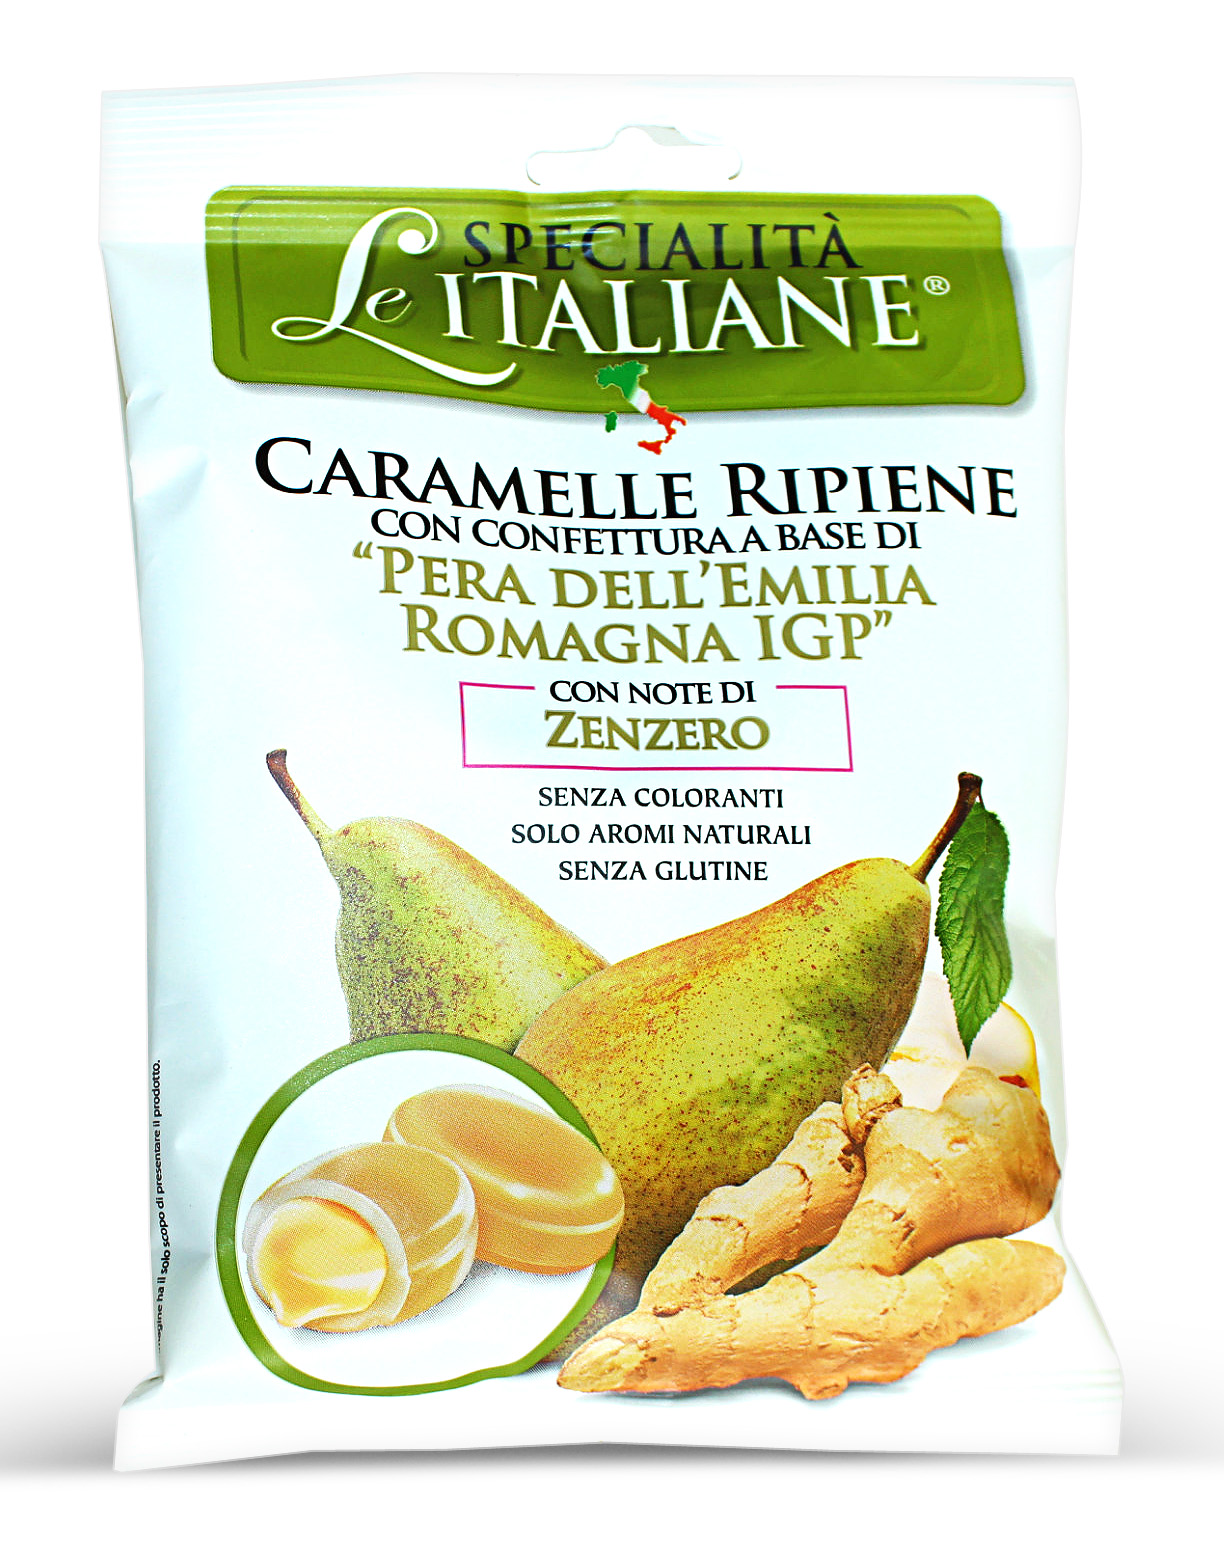 SPECIALITÀ
Le ITALIANE®
CARAMELLE RIPIENE
CON CONFETTURA A BASE DI
“PERA DELL’EMILIA
ROMAGNA IGP”
CON NOTE DI
ZENZERO
SENZA COLORANTI
SOLO AROMI NATURALI
SENZA GLUTINE
ha il solo scopo di presentare il prodotto.